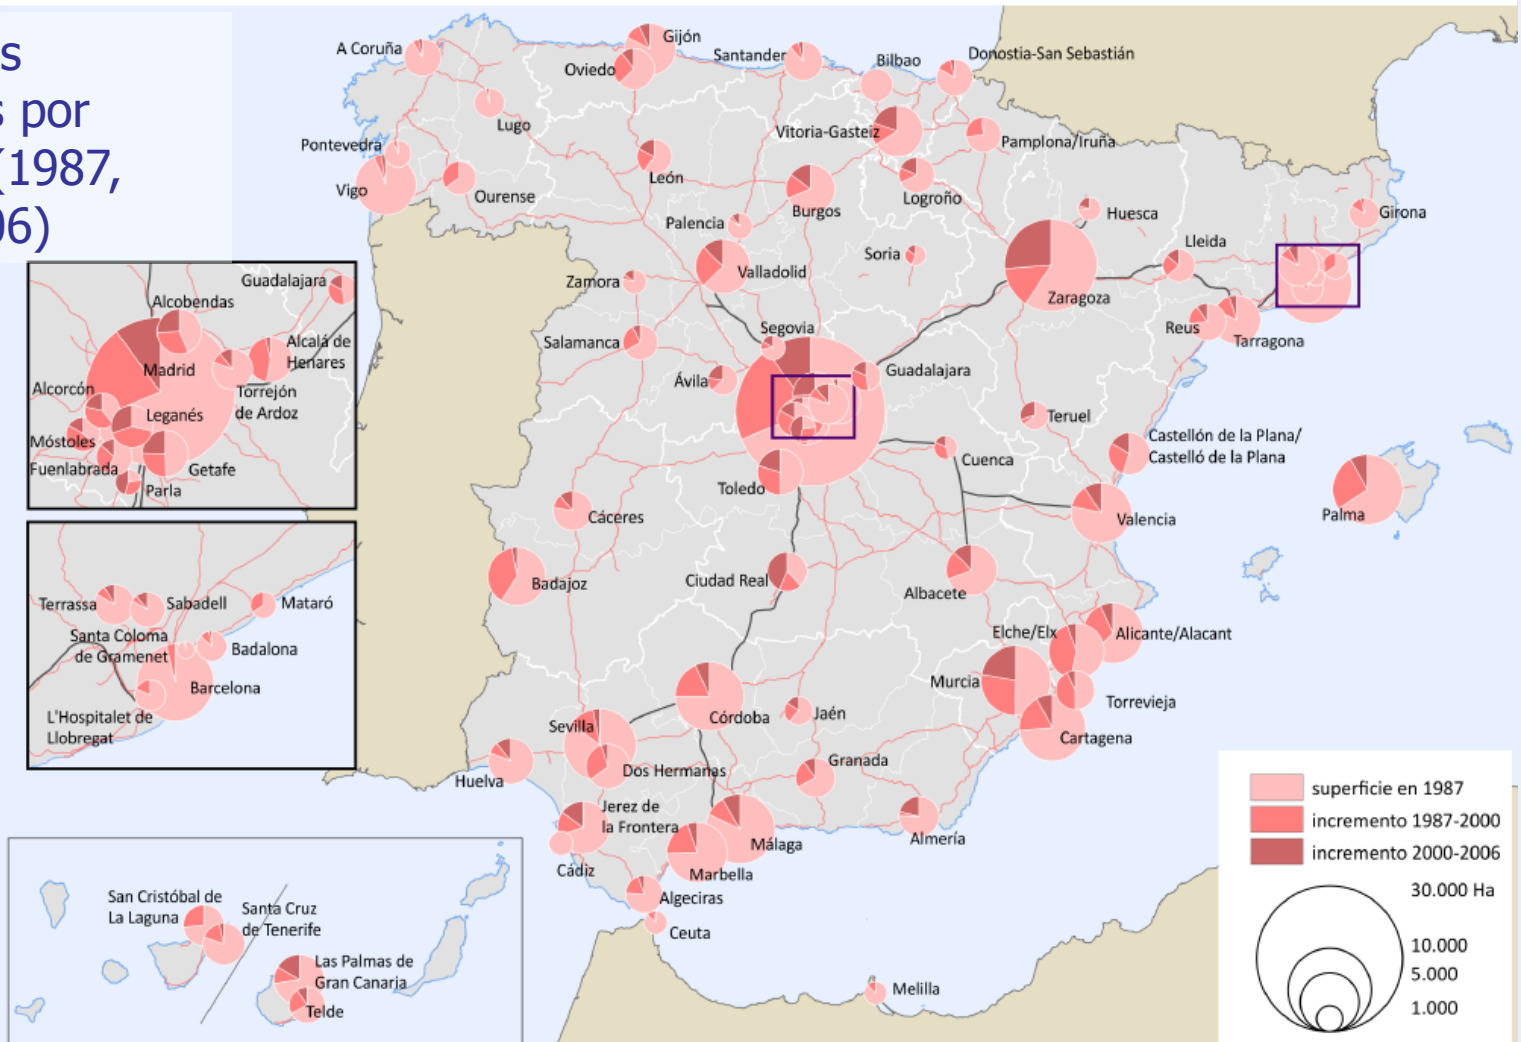 s
s por
(1987,
06)
A Coruña
Gijón
Oviedo
Santander
Bilbao
Donostia-San Sebastián
Lugo
Vitoria-Gasteiz
Pamplona/Iruña
Pontevedra
León
Vigo
Ourense
Burgos
Logroño
Palencia
Huesca
Girona
Soria
Lleida
Zamora
Valladolid
Zaragoza
Segovia
Reus
Tarragona
Salamanca
Ávila
Guadalajara
Teruel
Castellón de la Plana/
Castelló de la Plana
Cuenca
Toledo
Cáceres
Valencia
Palma
Badajoz
Ciudad Real
Albacete
Elche/Elx
Alicante/Alacant
Murcia
Torrevieja
Córdoba
Jaén
Cartagena
Sevilla
Dos Hermanas
Granada
Huelva
Jerez de
la Frontera
Málaga
Almería
Cádiz
Marbella
Algeciras
Ceuta
Melilla
Guadalajara
Alcobendas
Alcalá de
Henares
Madrid
Alcorcón
Torrejón
de Ardoz
Leganés
Móstoles
Fuenlabrada
Getafe
Parla
Terrassa
Sabadell
Mataró
Santa Coloma
de Gramenet
Badalona
Barcelona
L'Hospitalet de
Llobregat
San Cristóbal de
La Laguna
Santa Cruz
de Tenerife
Las Palmas de
Gran Canaria
Telde
superficie en 1987
incremento 1987-2000
incremento 2000-2006
30.000 Ha
10.000
5.000
1.000